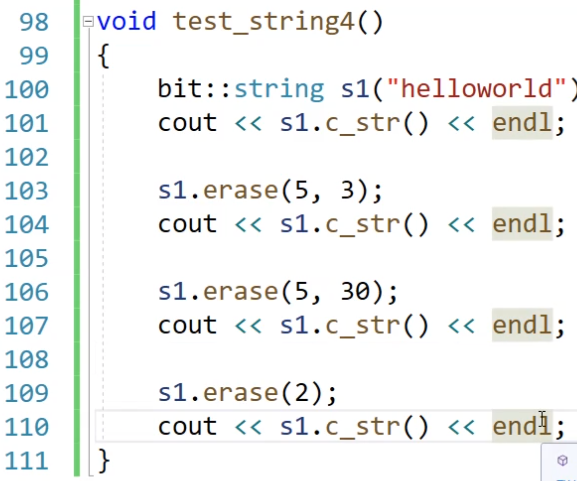 98 void test_string4()
99 {
100 bit::string s1("helloworld")
101 cout << s1.c_str() << endl;
102
103 s1.erase(5, 3);
104 cout << s1.c_str() << endl;
105
106 s1.erase(5, 30);
107 cout << s1.c_str() << endl;
108
109 s1.erase(2);
110 cout << s1.c_str() << endl;
111 }